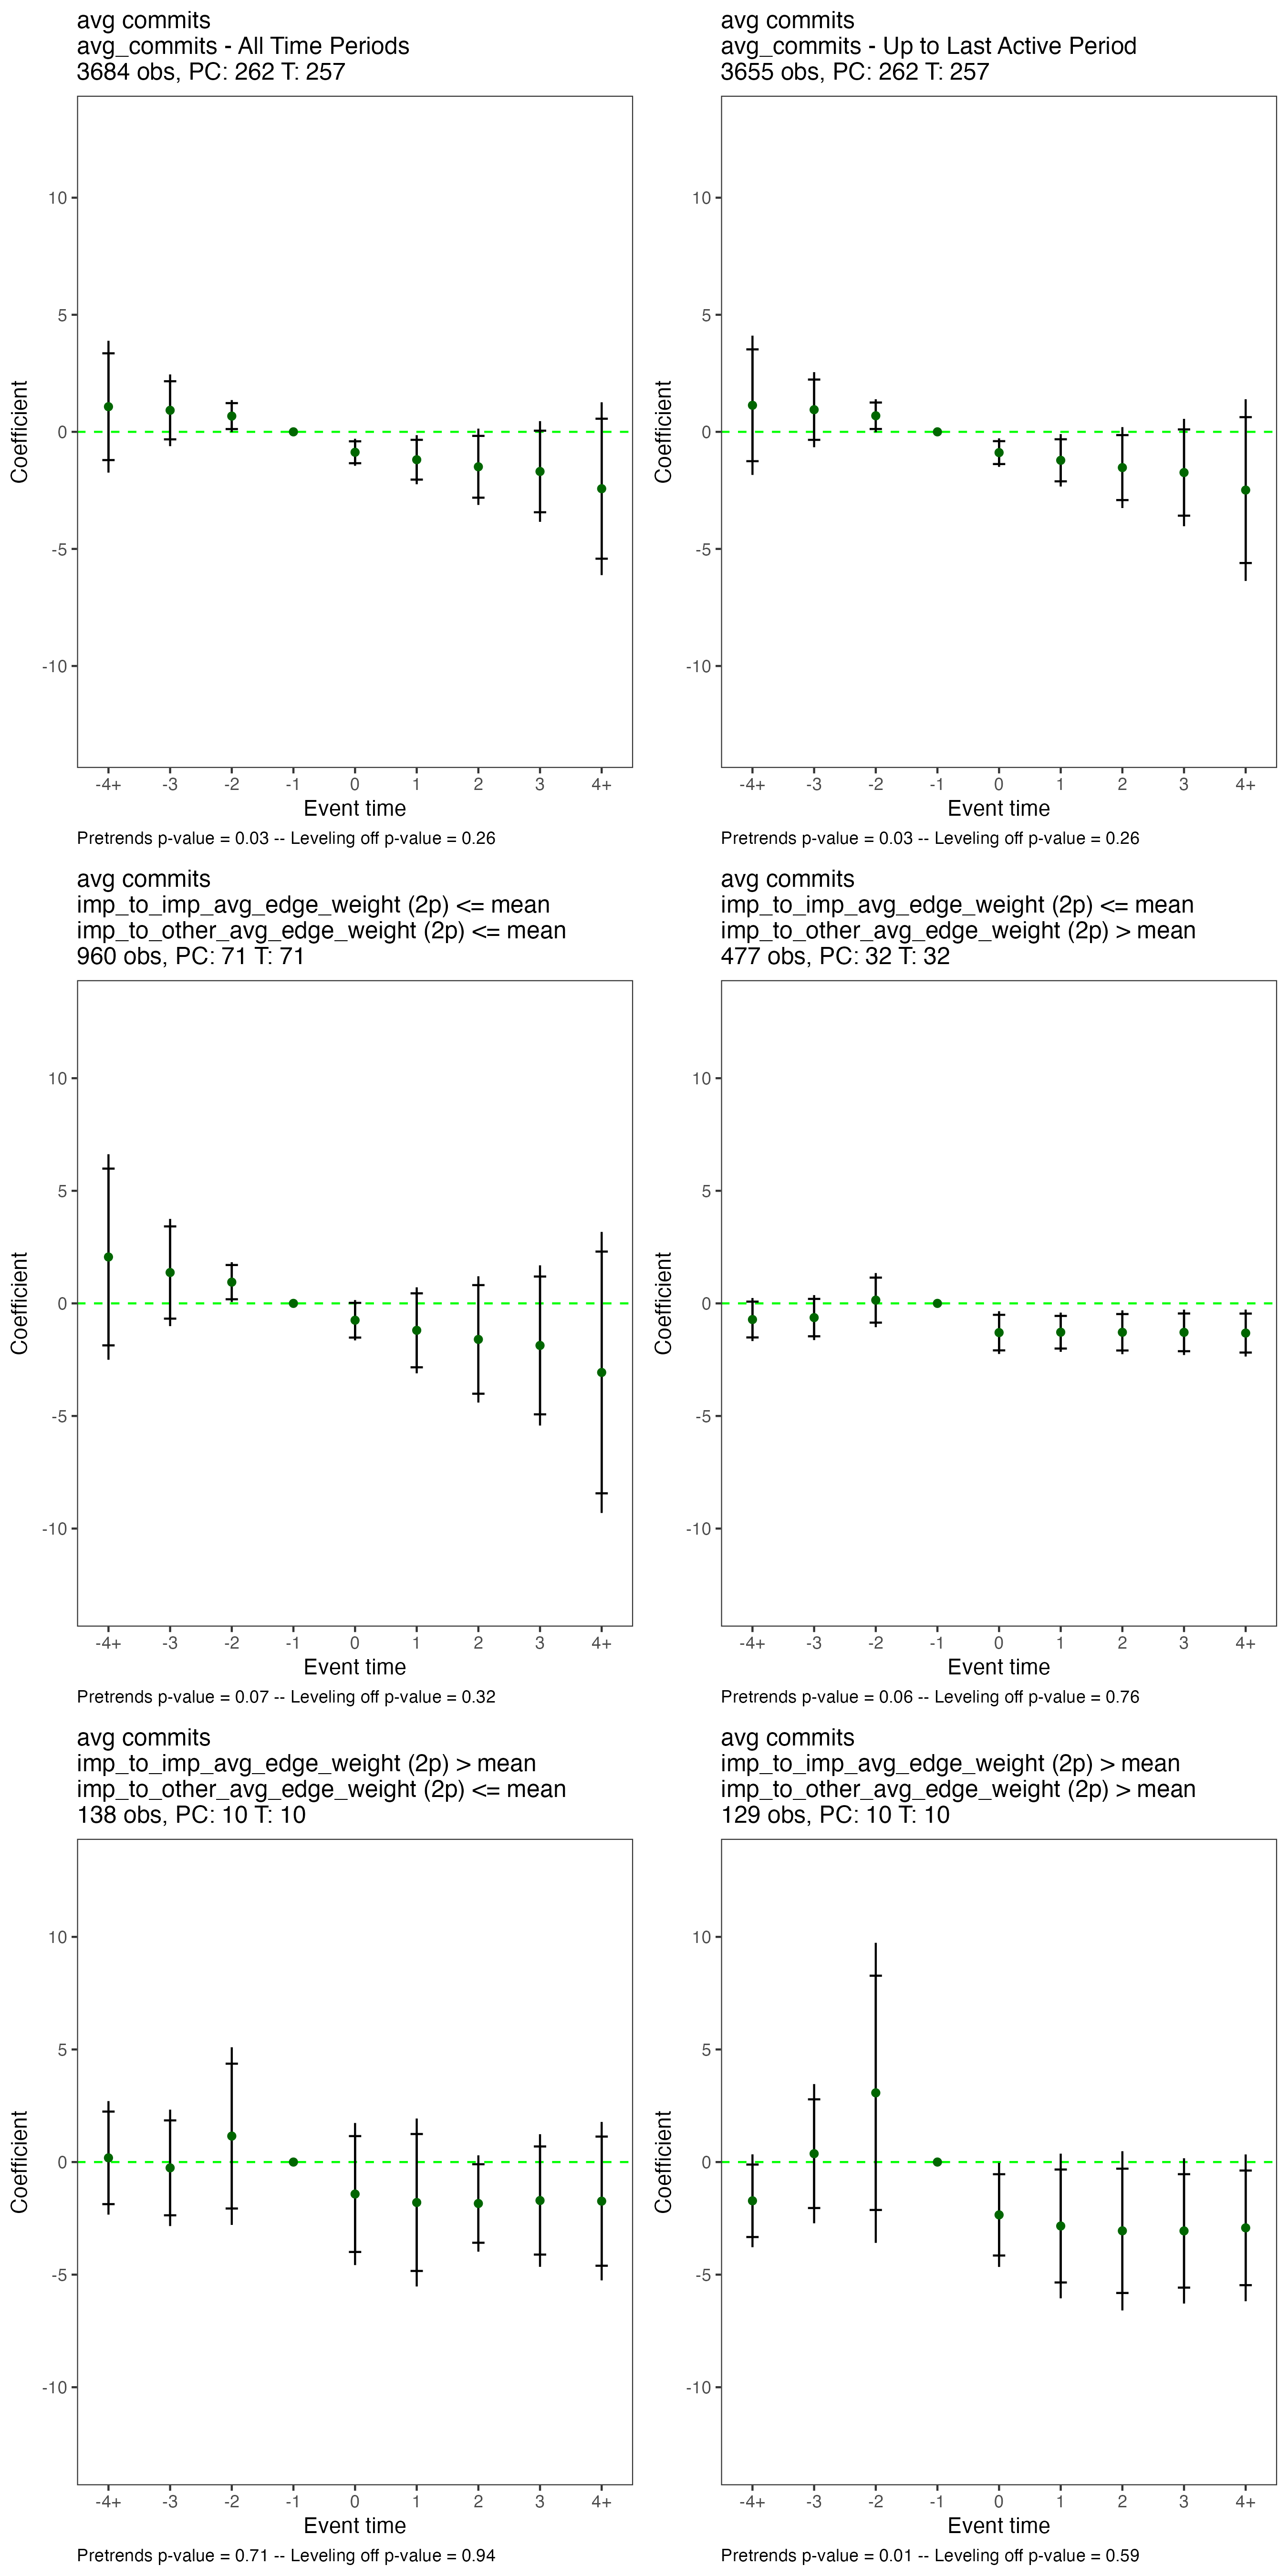 avg commits
avg_commits - All Time Periods
3684 obs, PC: 262 T: 257
10
5
0
-5
-10
Coefficient
-4+ -3 -2 -1 0 1 2 3 4+
Event time
Pretrends p-value = 0.03 -- Leveling off p-value = 0.26
avg commits
avg_commits - Up to Last Active Period
3655 obs, PC: 262 T: 257
10
5
0
-5
-10
Coefficient
-4+ -3 -2 -1 0 1 2 3 4+
Event time
Pretrends p-value = 0.03 -- Leveling off p-value = 0.26
avg commits
imp_to_imp_avg_edge_weight (2p) <= mean
imp_to_other_avg_edge_weight (2p) <= mean
960 obs, PC: 71 T: 71
10
5
0
-5
-10
Coefficient
-4+ -3 -2 -1 0 1 2 3 4+
Event time
Pretrends p-value = 0.07 -- Leveling off p-value = 0.32
avg commits
imp_to_imp_avg_edge_weight (2p) <= mean
imp_to_other_avg_edge_weight (2p) > mean
477 obs, PC: 32 T: 32
10
5
0
-5
-10
Coefficient
-4+ -3 -2 -1 0 1 2 3 4+
Event time
Pretrends p-value = 0.06 -- Leveling off p-value = 0.76
avg commits
imp_to_imp_avg_edge_weight (2p) > mean
imp_to_other_avg_edge_weight (2p) <= mean
138 obs, PC: 10 T: 10
10
5
0
-5
-10
Coefficient
-4+ -3 -2 -1 0 1 2 3 4+
Event time
Pretrends p-value = 0.71 -- Leveling off p-value = 0.94
avg commits
imp_to_imp_avg_edge_weight (2p) > mean
imp_to_other_avg_edge_weight (2p) > mean
129 obs, PC: 10 T: 10
10
5
0
-5
-10
Coefficient
-4+ -3 -2 -1 0 1 2 3 4+
Event time
Pretrends p-value = 0.01 -- Leveling off p-value = 0.59